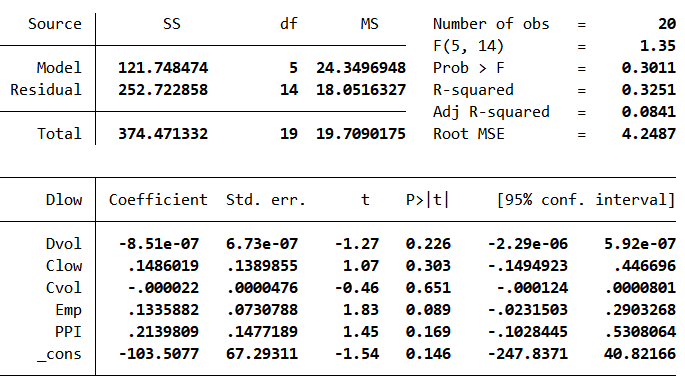 Source SS df MS Number of obs = 20
F(5, 14) = 1.35
Model 121.748474 5 24.3496948 Prob > F = 0.3011
Residual 252.722858 14 18.0516327 R-squared = 0.3251
Adj R-squared = 0.0841
Total 374.471332 19 19.7090175 Root MSE = 4.2487
Dlow Coefficient Std. err. t P>|t| [95% conf. interval]
Dvol -8.51e-07 6.73e-07 -1.27 0.226 -2.29e-06 5.92e-07
Clow .1486019 .1389855 1.07 0.303 -.1494923 .446696
Cvol -.000022 .0000476 -0.46 0.651 -.000124 .0000801
Emp .1335882 .0730788 1.83 0.089 -.0231503 .2903268
PPI .2139809 .1477189 1.45 0.169 -.1028445 .5308064
_cons -103.5077 67.29311 -1.54 0.146 -247.8371 40.82166